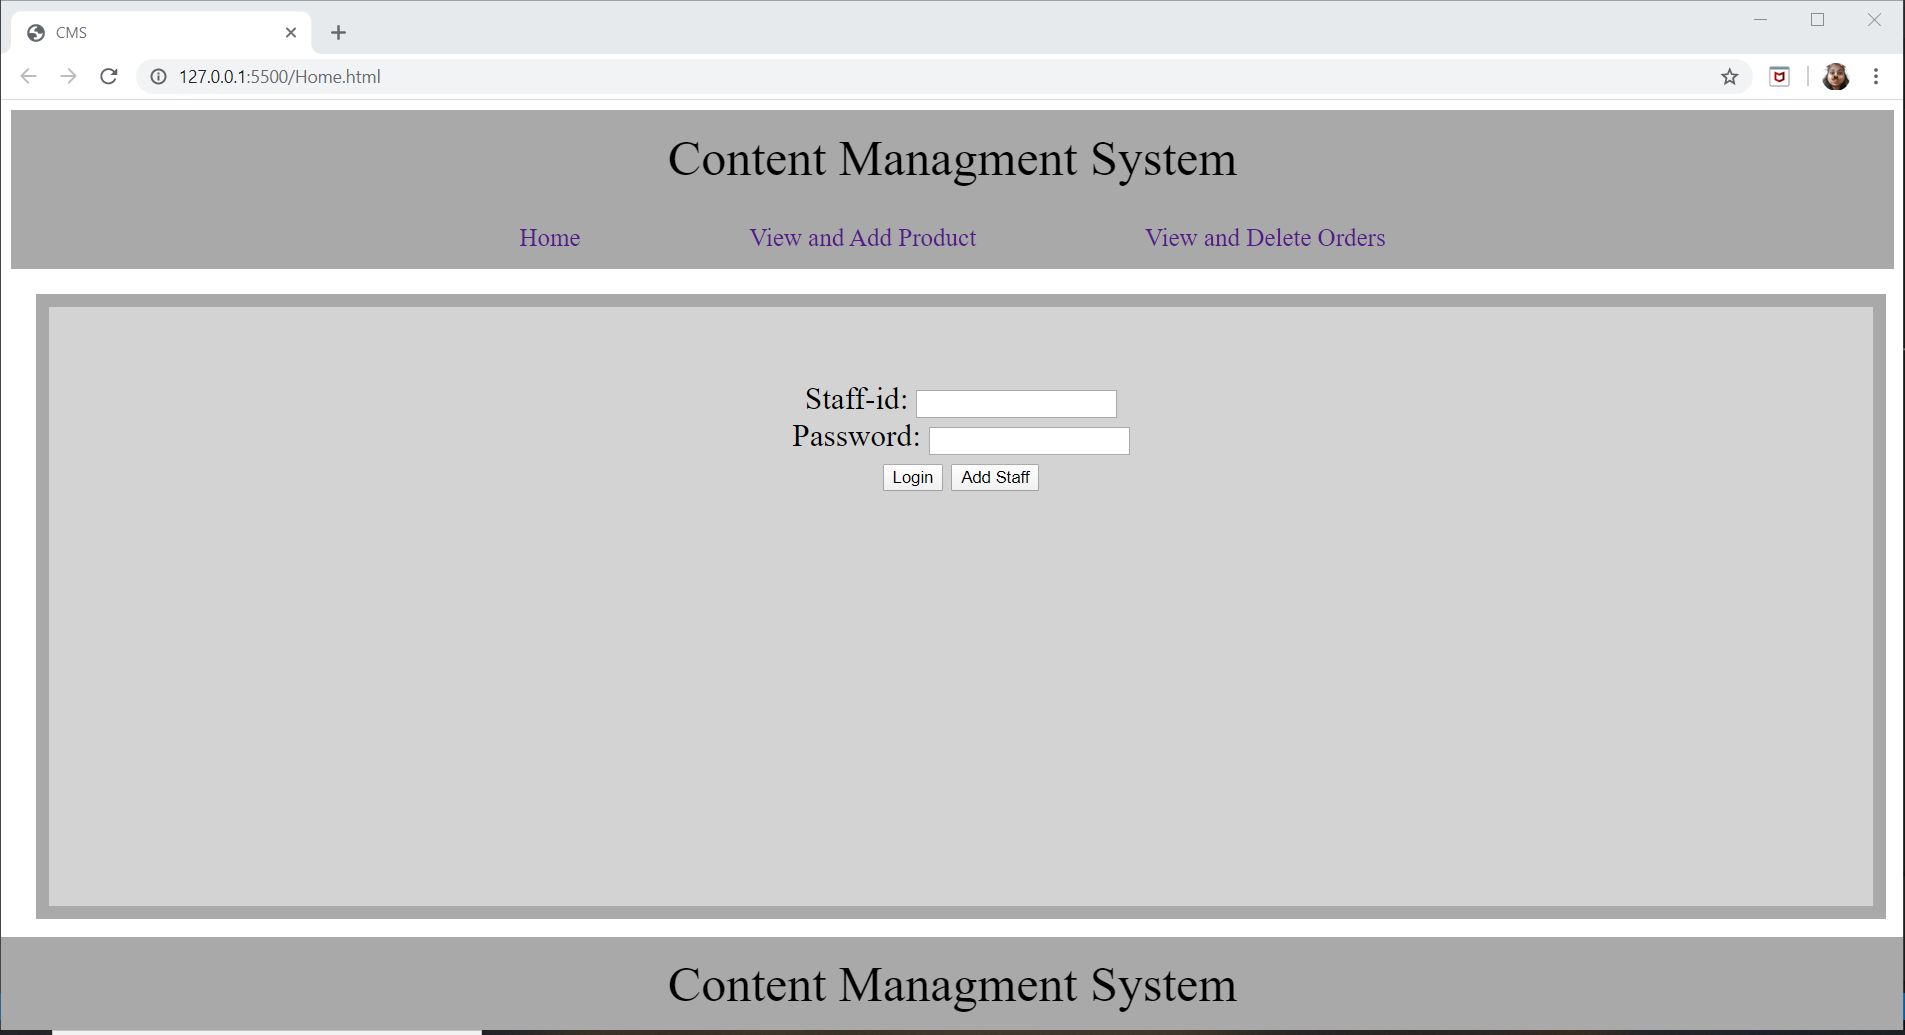 CMS
127.0.0.1:5500/Home.html
Content Managment System
Home View and Add Product View and Delete Orders
Staff-id:
Password:
Login Add Staff
Content Managment System